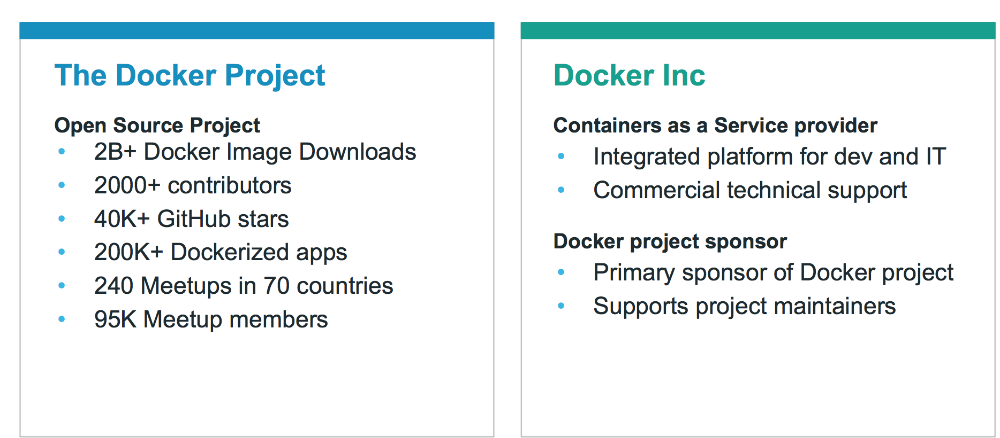 The Docker Project
Open Source Project
• 2B+ Docker Image Downloads
• 2000+ contributors
• 40K+ GitHub stars
• 200K+ Dockerized apps
• 240 Meetups in 70 countries
• 95K Meetup members
Docker Inc
Containers as a Service provider
• Integrated platform for dev and IT
• Commercial technical support
Docker project sponsor
• Primary sponsor of Docker project
• Supports project maintainers